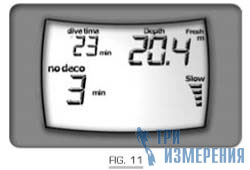 dive time Depth Fresh
23 min 20.4 m
no deco Slow
3 min
ТРИ
ИЗМЕРЕНИЯ
FIG. 11